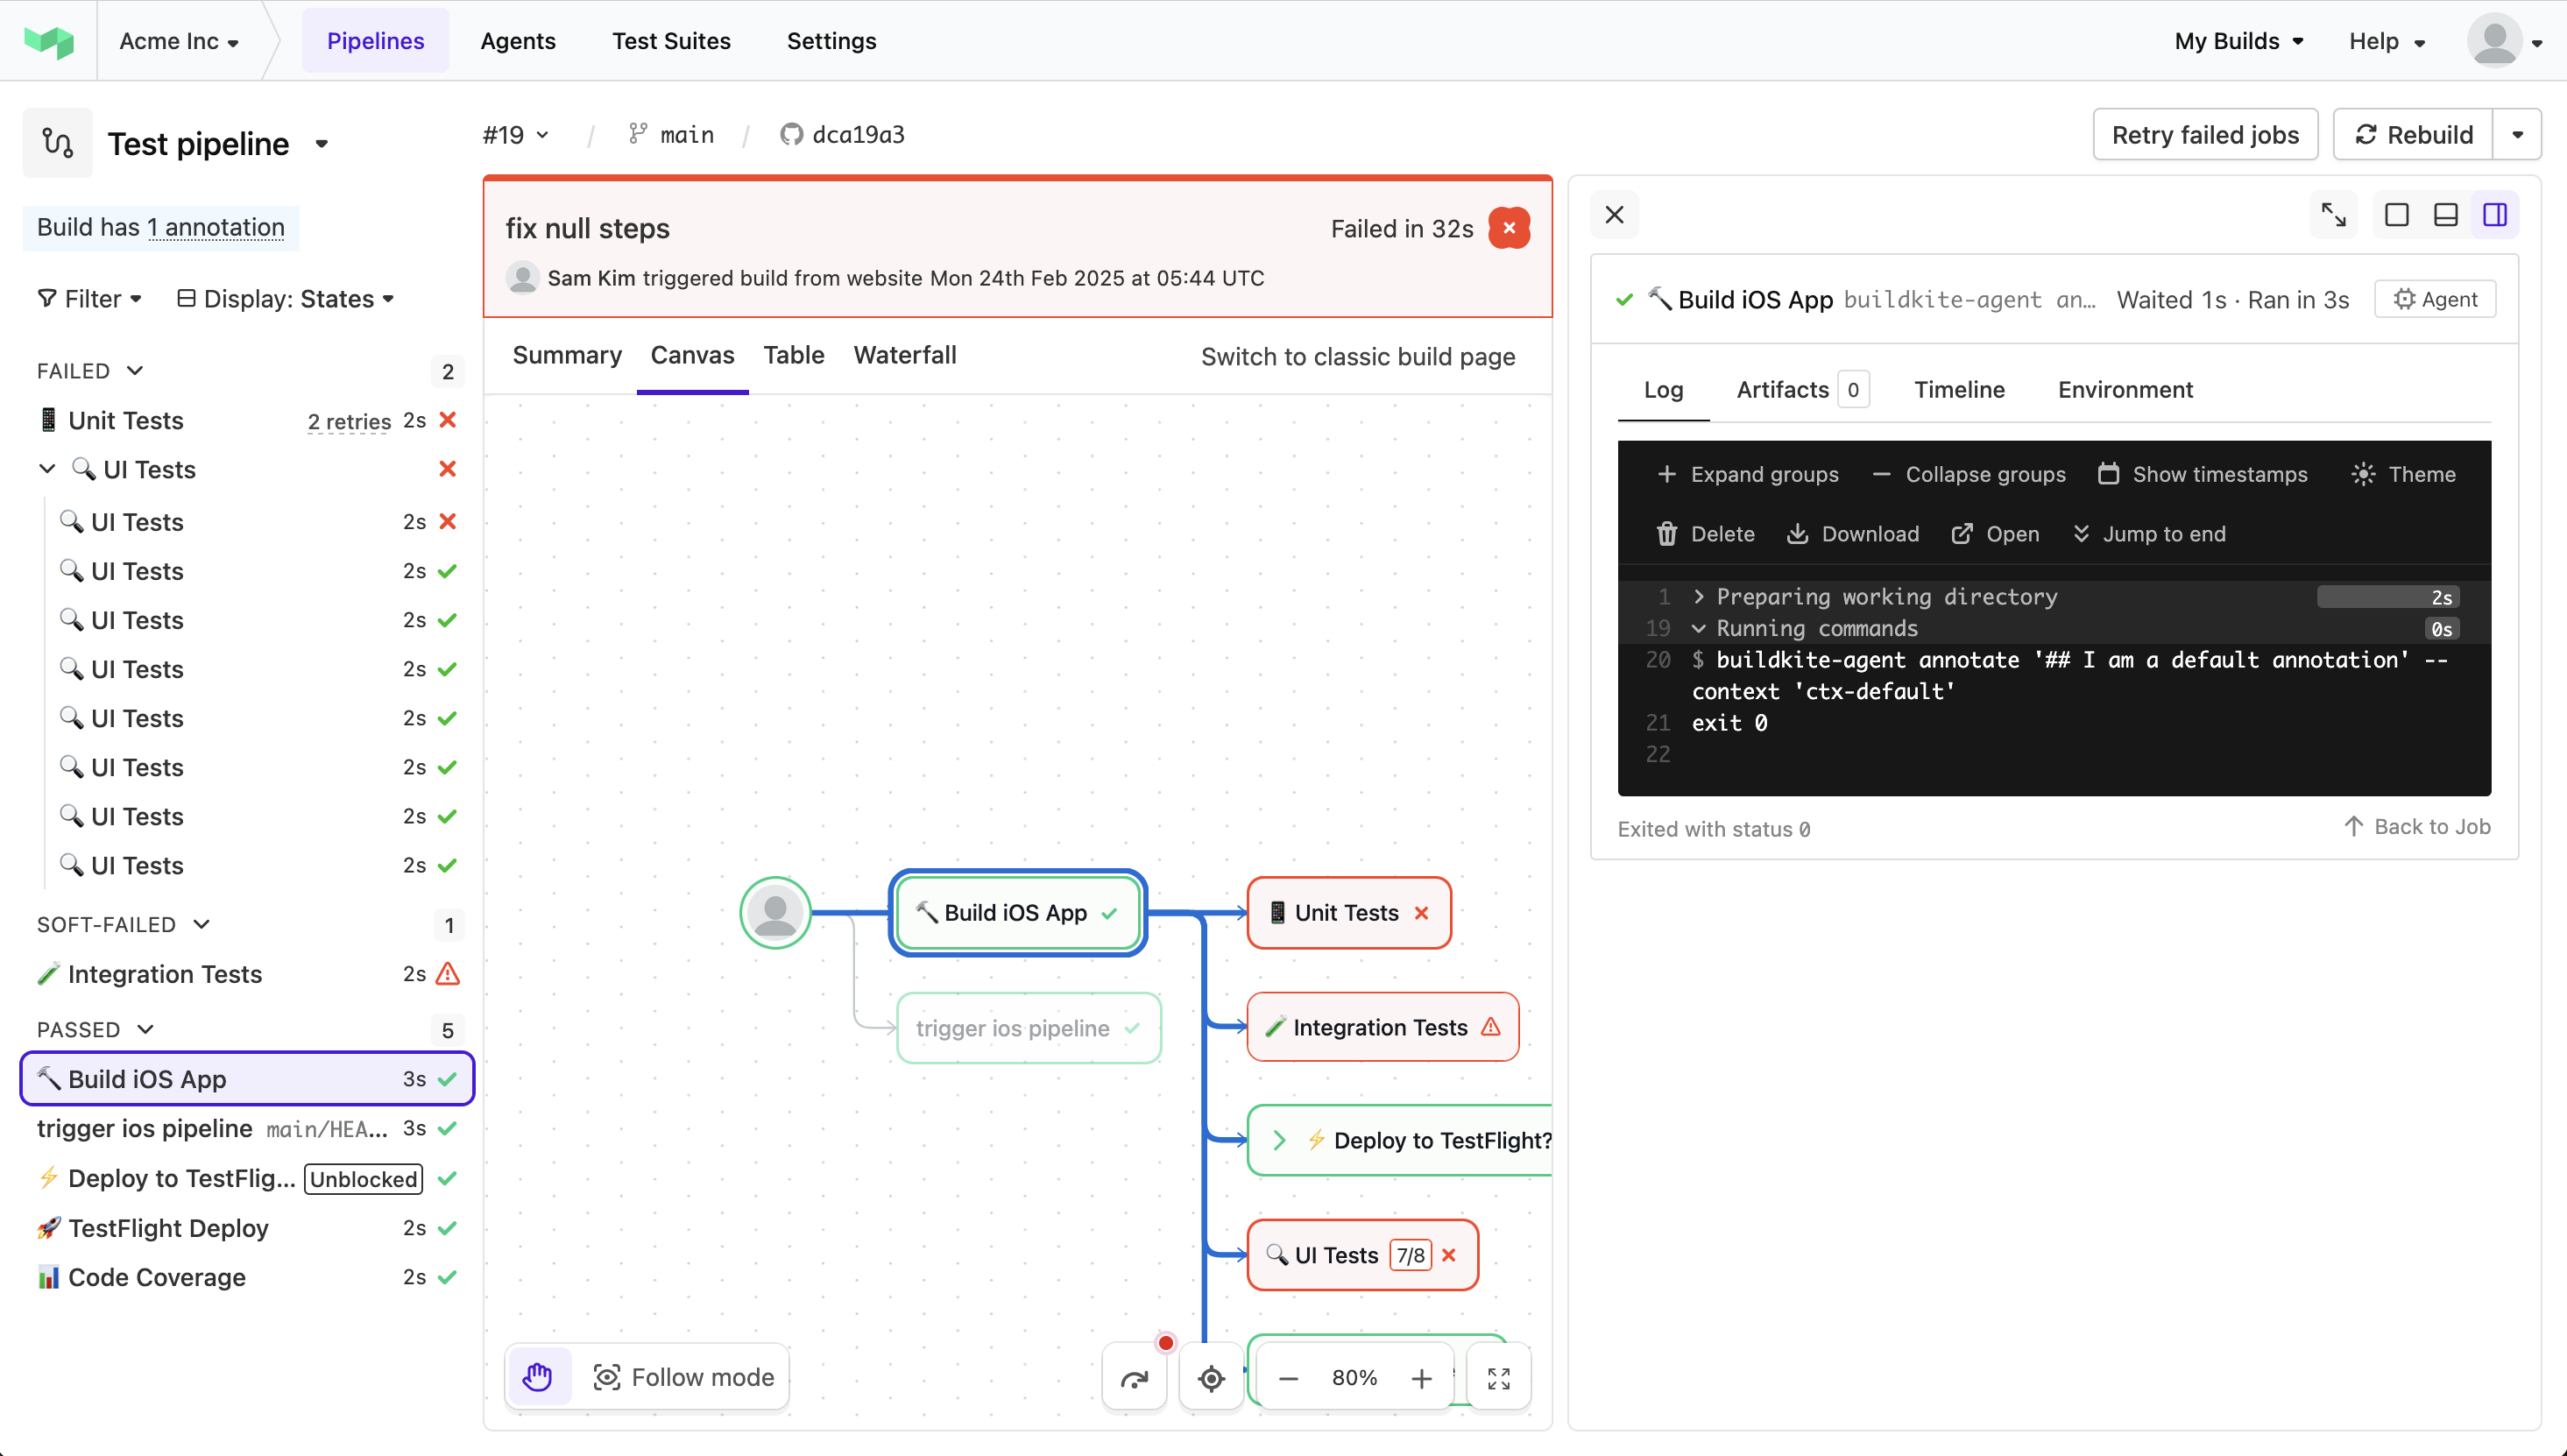 Acme Inc
Pipelines
Agents
Test Suites
Settings
My Builds
Help
Test pipeline
Build has 1 annotation
Filter
Display: States
FAILED
2
Unit Tests 2 retries 2s
UI Tests
UI Tests 2s
UI Tests 2s
UI Tests 2s
UI Tests 2s
UI Tests 2s
UI Tests 2s
UI Tests 2s
UI Tests 2s
SOFT-FAILED 1
Integration Tests 2s
PASSED 5
Build iOS App 3s
trigger ios pipeline main/HEA... 3s
Deploy to TestFlig... Unblocked
TestFlight Deploy 2s
Code Coverage 2s
#19 / main / dca19a3
Retry failed jobs
Rebuild
fix null steps
Failed in 32s
Sam Kim triggered build from website Mon 24th Feb 2025 at 05:44 UTC
Summary
Canvas
Table
Waterfall
Switch to classic build page
Build iOS App
trigger ios pipeline
Unit Tests
Integration Tests
Deploy to TestFlight?
UI Tests 7/8
Follow mode
80%
Build iOS App buildkite-agent an... Waited 1s · Ran in 3s
Agent
Log
Artifacts 0
Timeline
Environment
Expand groups
Collapse groups
Show timestamps
Theme
Delete
Download
Open
Jump to end
1 Preparing working directory 2s
19 Running commands 0s
20 $ buildkite-agent annotate '## I am a default annotation' --
context 'ctx-default'
21 exit 0
22
Exited with status 0
Back to Job